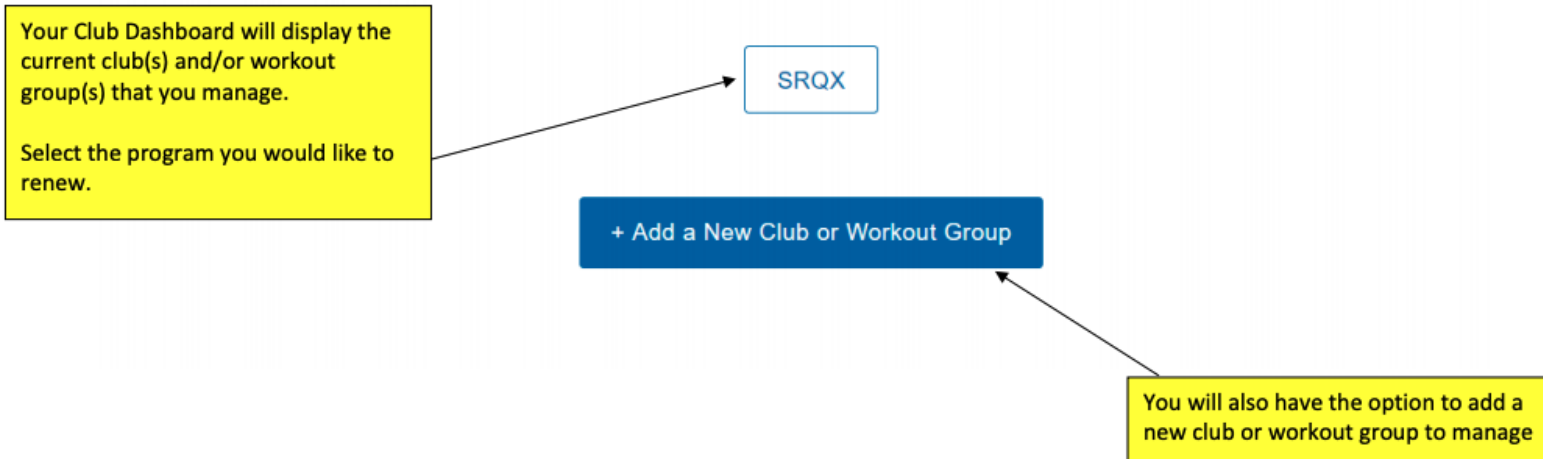 Your Club Dashboard will display the
current club(s) and/or workout
group(s) that you manage.
Select the program you would like to
renew.
SRQX
+ Add a New Club or Workout Group
You will also have the option to add a
new club or workout group to manage